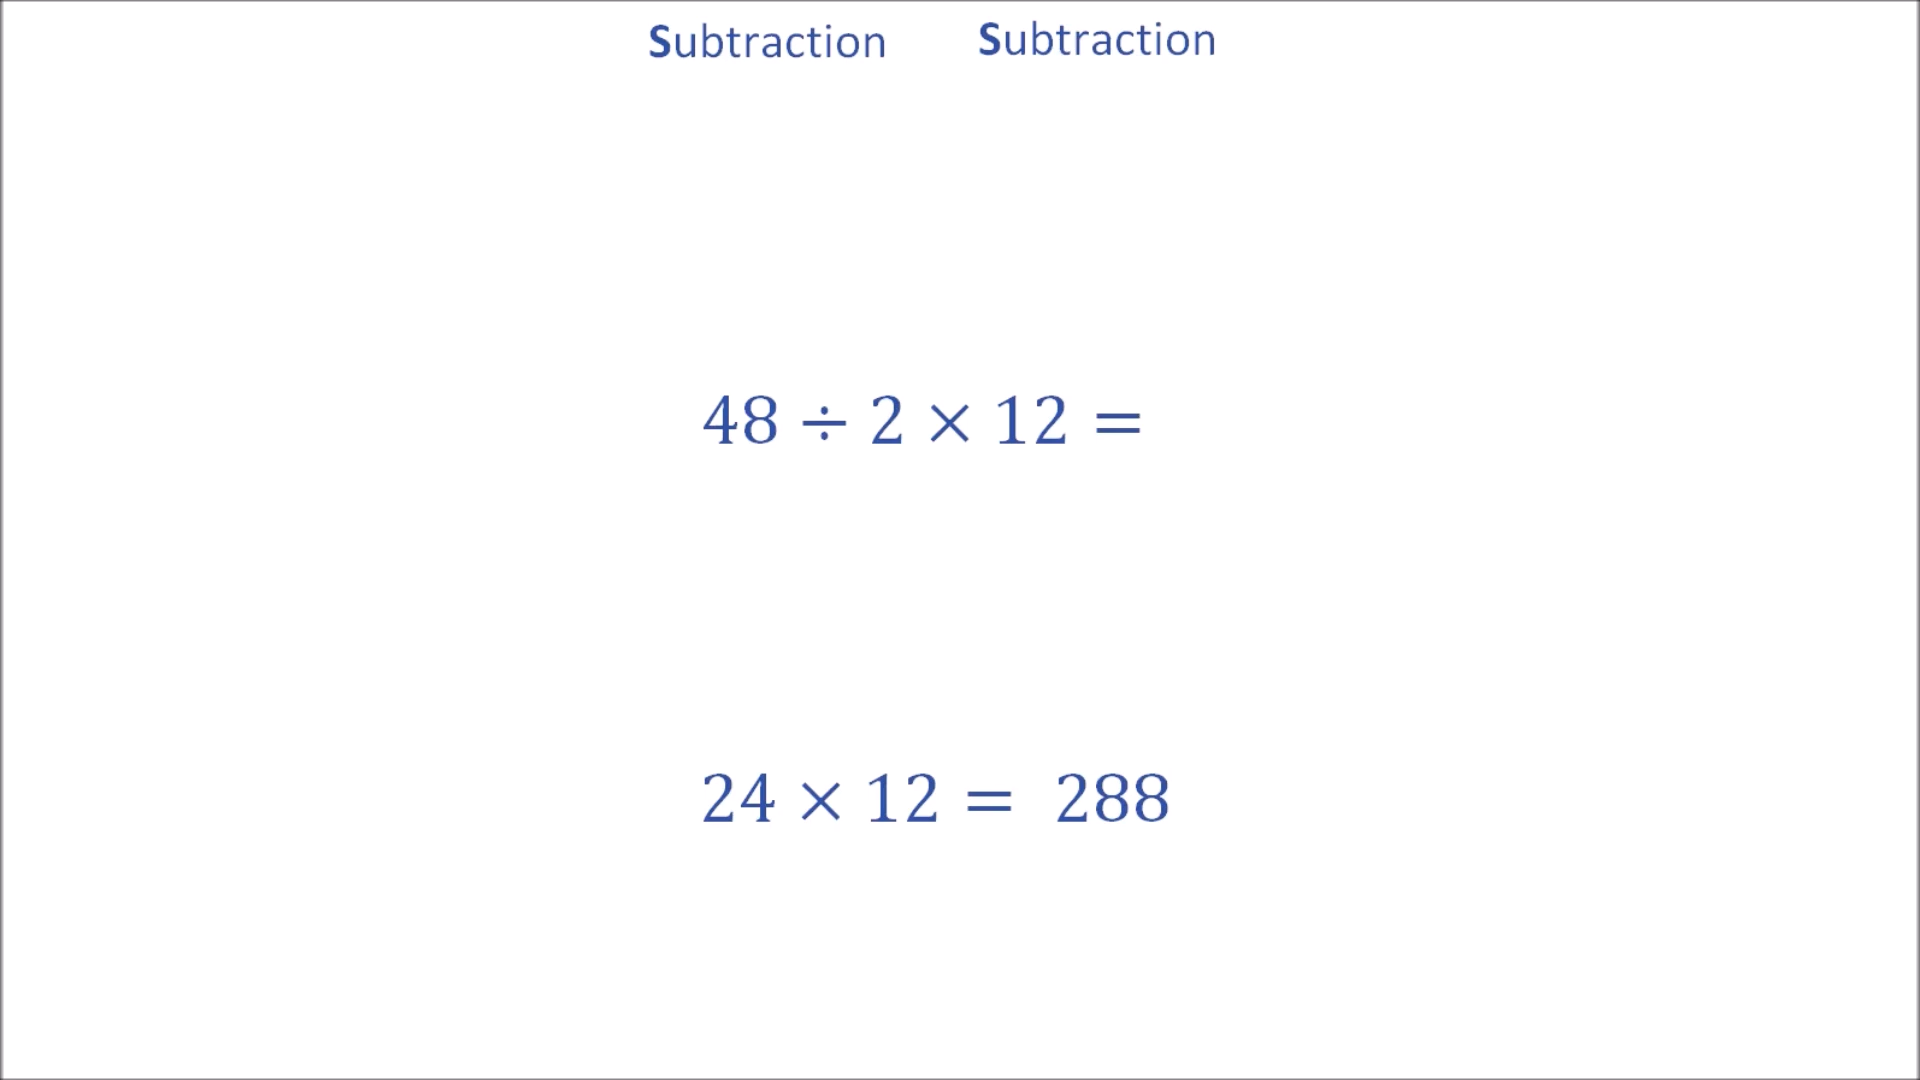 Subtraction Subtraction
48 ÷ 2 × 12 =
24 × 12 = 288